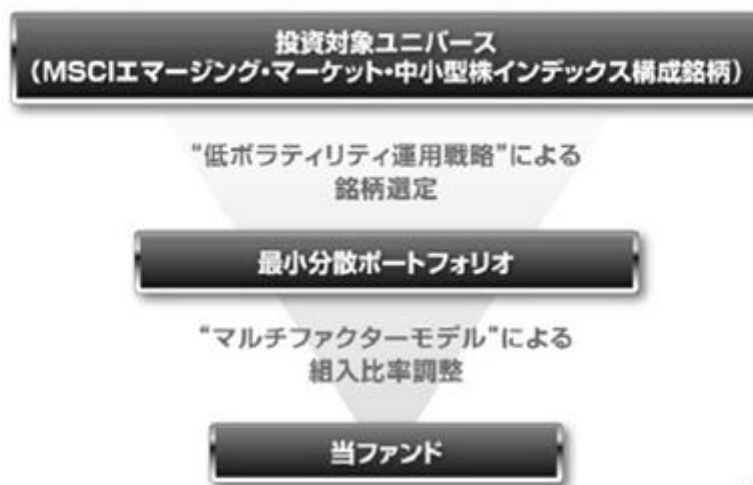 投資対象ユニバース
（MSCIエマージング・マーケット・中小型株インデックス構成銘柄）
“低ボラティリティ運用戦略”による
銘柄選定
最小分散ポートフォリオ
“マルチファクターモデル”による
組入比率調整
当ファンド